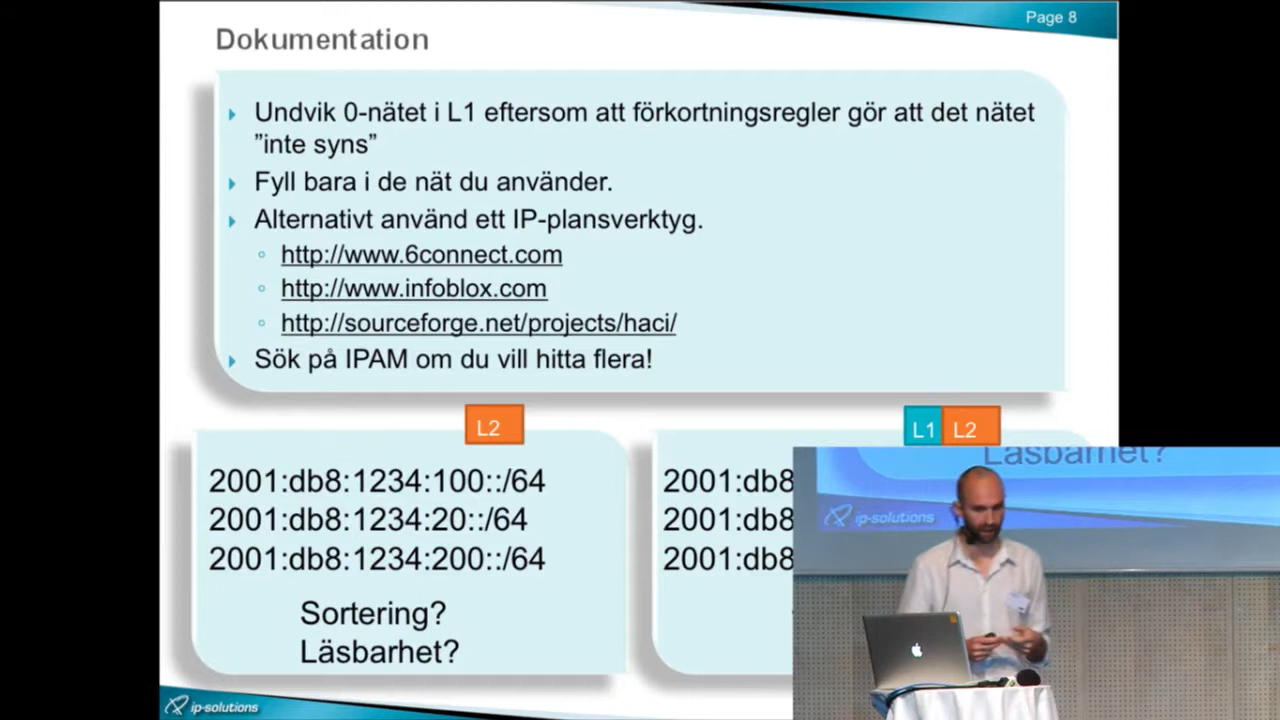 Page 8
Dokumentation
Undvik 0-nätet i L1 eftersom att förkortningsregler gör att det nätet
”inte syns”
Fyll bara i de nät du använder.
Alternativt använd ett IP-plansverktyg.
http://www.6connect.com
http://www.infoblox.com
http://sourceforge.net/projects/haci/
Sök på IPAM om du vill hitta flera!
L2
2001:db8:1234:100::/64
2001:db8:1234:20::/64
2001:db8:1234:200::/64
Sortering?
Läsbarhet?
L1 L2
2001:db8
2001:db8
2001:db8
Läsbarhet?
ip-solutions
ip-solutions